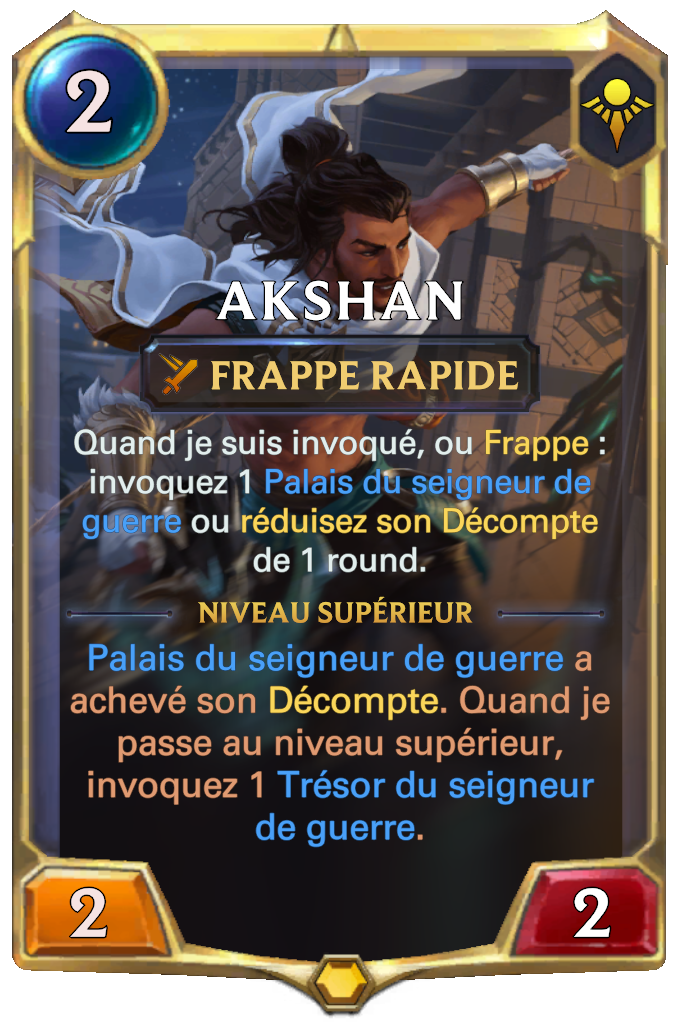 2
AKSHAN
FRAPPE RAPIDE
Quand je suis invoqué, ou Frappe :
invoquez 1 Palais du seigneur de
guerre ou réduisez son Décompte
de 1 round.
NIVEAU SUPÉRIEUR
Palais du seigneur de guerre a
achevé son Décompte. Quand je
passe au niveau supérieur,
invoquez 1 Trésor du seigneur
de guerre.
2
2